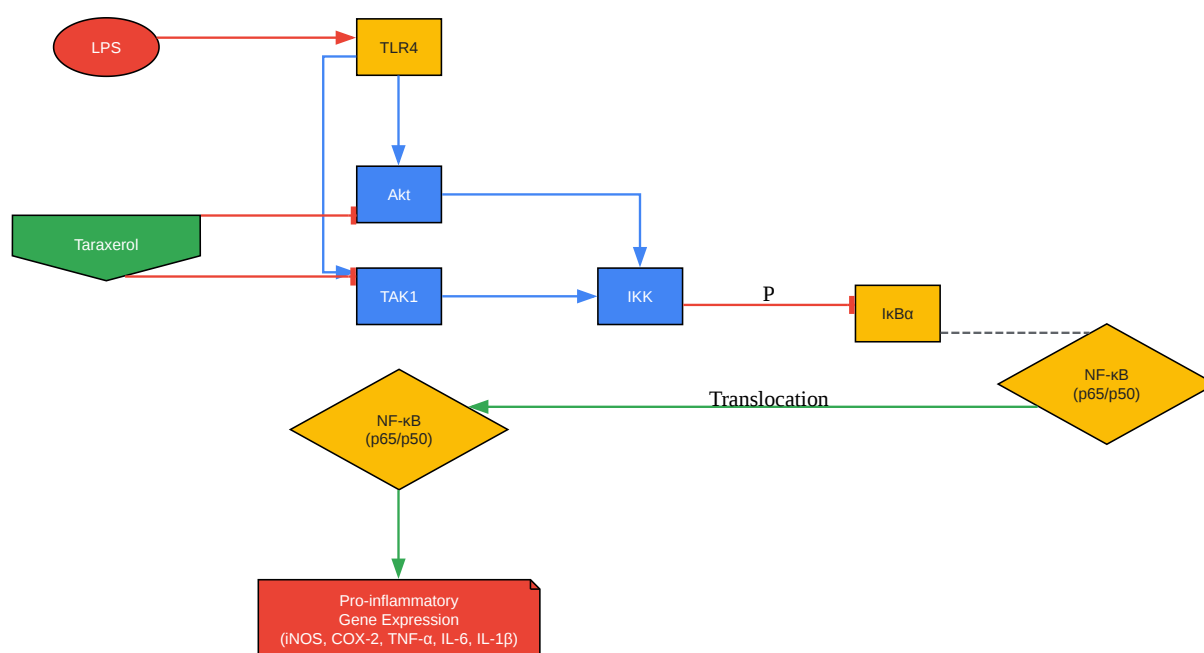 LPS
TLR4
Akt
Taraxerol
TAK1
IKK
P
IκBα
NF-κB
(p65/p50)
Translocation
NF-κB
(p65/p50)
Pro-inflammatory
Gene Expression
(iNOS, COX-2, TNF-α, IL-6, IL-1β)